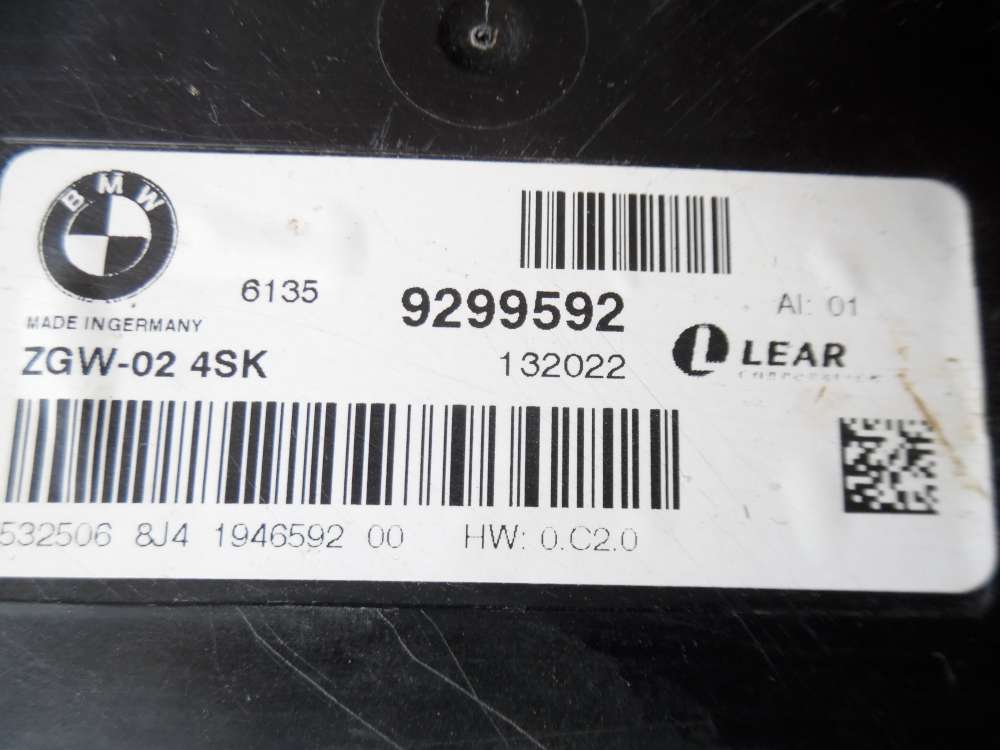 BMW
6135 9299592 AI: 01
MADE INGERMANY
ZGW-02 4SK 132022 LEAR
Corporation
532506 8J4 1946592 00 HW: 0.C2.0